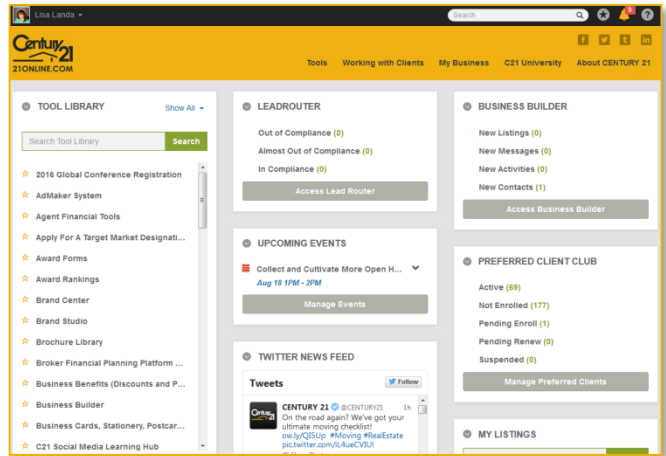 Lisa Landa
Search
9
Century 21
21ONLINE.COM
Tools Working with Clients My Business C21 University About CENTURY 21
TOOL LIBRARY Show All
Search Tool Library Search
2016 Global Conference Registration
AdMaker System
Agent Financial Tools
Apply For A Target Market Designati...
Award Forms
Award Rankings
Brand Center
Brand Studio
Brochure Library
Broker Financial Planning Platform ...
Business Benefits (Discounts and P...
Business Builder
Business Cards, Stationery, Postcar...
C21 Social Media Learning Hub
LEADROUTER
Out of Compliance (0)
Almost Out of Compliance (0)
In Compliance (0)
Access Lead Router
UPCOMING EVENTS
Collect and Cultivate More Open H...
Aug 18 1PM - 2PM
Manage Events
TWITTER NEWS FEED
Tweets Follow
CENTURY 21 @CENTURY21 1h
On the road again? We've got your
ultimate moving checklist!
ow.ly/QI5Up #Moving #RealEstate
pic.twitter.com/iL4ueCVIUl
BUSINESS BUILDER
New Listings (0)
New Messages (0)
New Activities (0)
New Contacts (1)
Access Business Builder
PREFERRED CLIENT CLUB
Active (69)
Not Enrolled (177)
Pending Enroll (1)
Pending Renew (0)
Suspended (0)
Manage Preferred Clients
MY LISTINGS